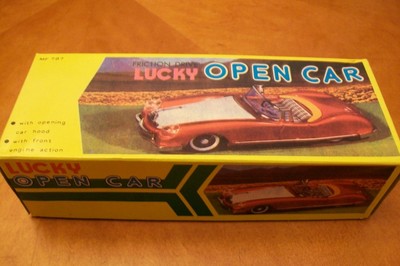 FRICTION DRIVE
LUCKY OPEN CAR
with opening
car hood
with front
engine action
LUCKY
OPEN CAR